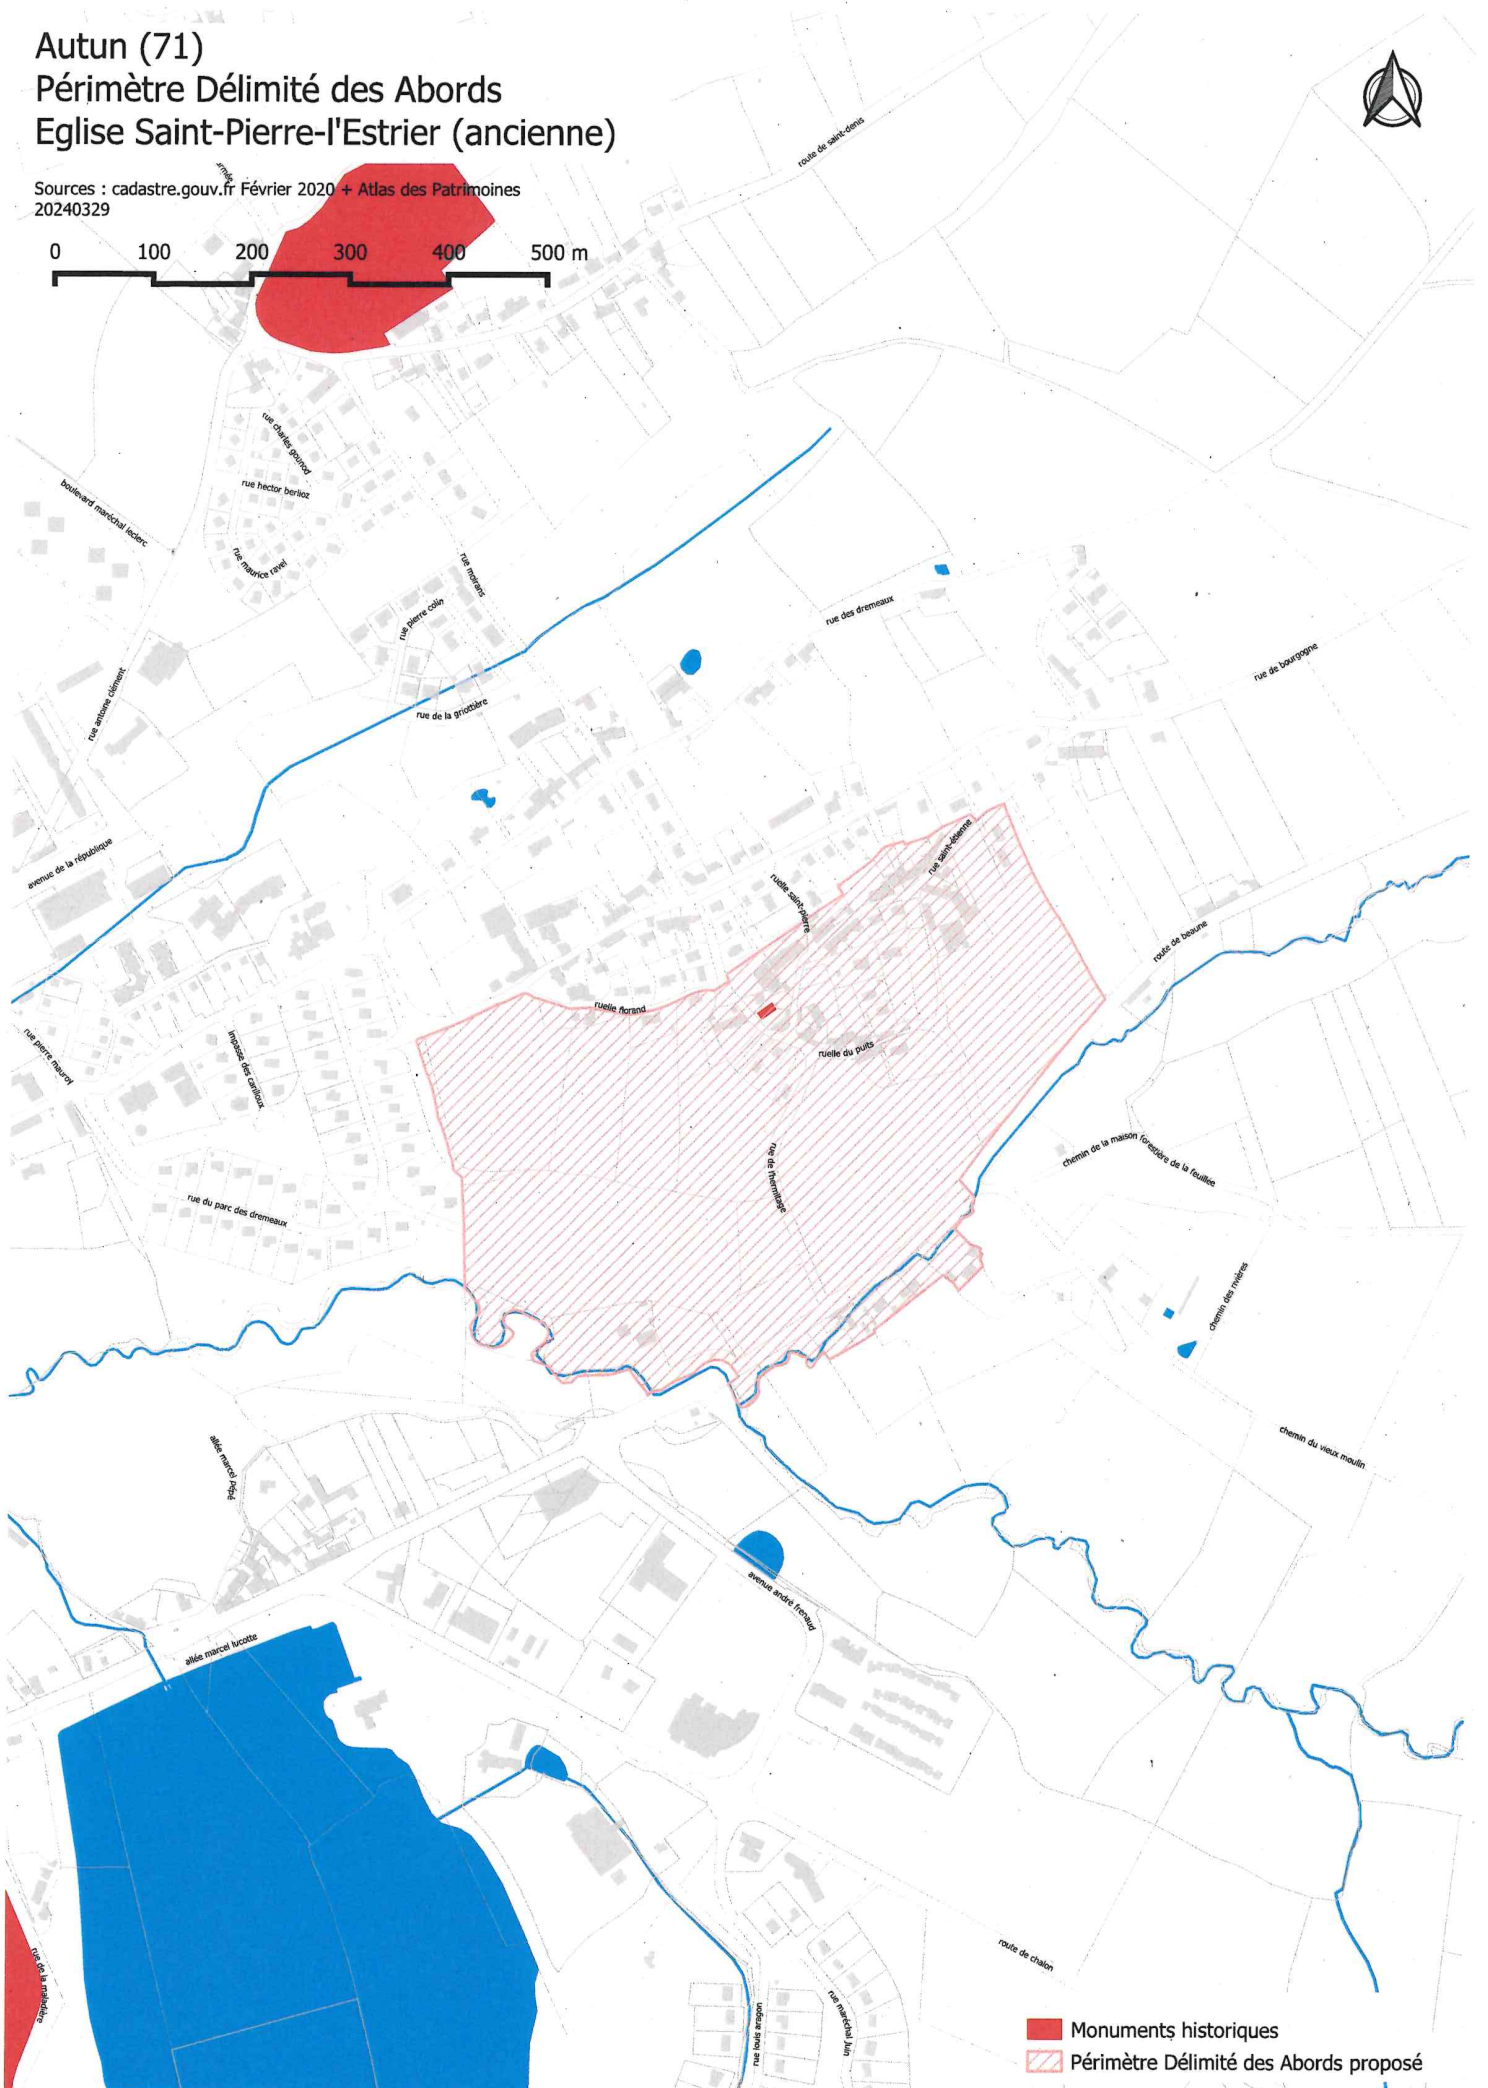 Autun (71)
Périmètre Délimité des Abords
Eglise Saint-Pierre-l'Estrier (ancienne)
Sources : cadastre.gouv.fr Février 2020 + Atlas des Patrimoines
20240329
0 100 200 300 400 500 m
route de saint-denis
rue charles gounod
rue hector berlioz
boulevard maréchal leclerc
rue maurice ravel
rue moirans
rue pierre colin
rue des dremeaux
rue de bourgogne
rue antoine clément
rue de la griottière
avenue de la république
rue saint-étienne
ruelle saint-pierre
route de beaune
ruelle florand
rue pierre mauroy
impasse des carilloux
ruelle du puits
chemin de la maison forestière de la feuillée
rue de l'hermitage
rue du parc des dremeaux
chemin des rivières
chemin du vieux moulin
allée marcel pépé
avenue andré frénaud
allée marcel lucotte
route de chalon
rue de la maladière
rue louis aragon
rue maréchal juin
Monuments historiques
Périmètre Délimité des Abords proposé